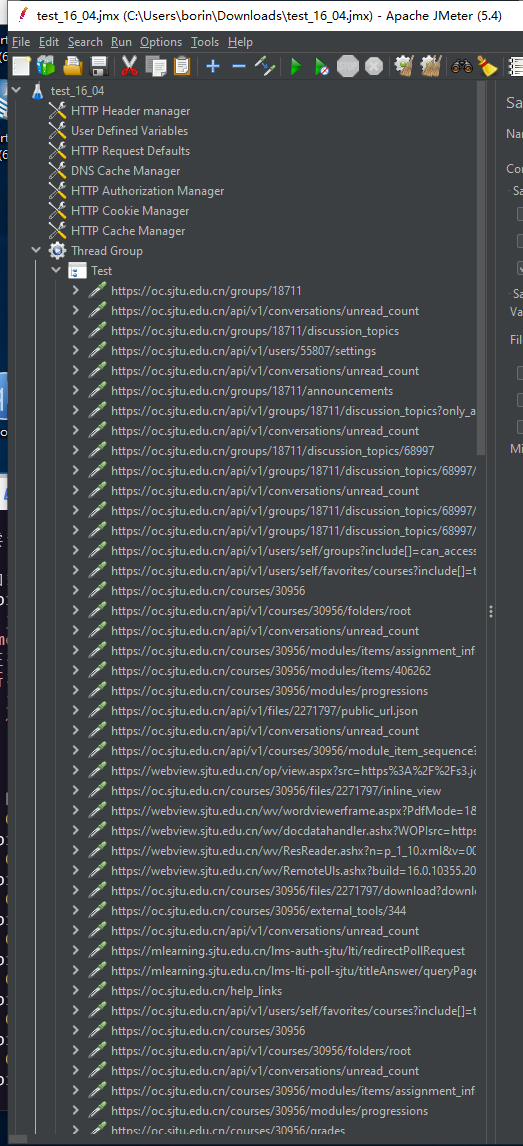 test_16_04.jmx (C:\Users\borin\Downloads\test_16_04.jmx) - Apache JMeter (5.4)
File Edit Search Run Options Tools Help
test_16_04
HTTP Header manager
User Defined Variables
HTTP Request Defaults
DNS Cache Manager
HTTP Authorization Manager
HTTP Cookie Manager
HTTP Cache Manager
Thread Group
Test
https://oc.sjtu.edu.cn/groups/18711
https://oc.sjtu.edu.cn/api/v1/conversations/unread_count
https://oc.sjtu.edu.cn/groups/18711/discussion_topics
https://oc.sjtu.edu.cn/api/v1/users/55807/settings
https://oc.sjtu.edu.cn/api/v1/conversations/unread_count
https://oc.sjtu.edu.cn/groups/18711/announcements
https://oc.sjtu.edu.cn/api/v1/groups/18711/discussion_topics?only_a
https://oc.sjtu.edu.cn/api/v1/conversations/unread_count
https://oc.sjtu.edu.cn/groups/18711/discussion_topics/68997
https://oc.sjtu.edu.cn/api/v1/groups/18711/discussion_topics/68997/
https://oc.sjtu.edu.cn/api/v1/conversations/unread_count
https://oc.sjtu.edu.cn/api/v1/groups/18711/discussion_topics/68997/
https://oc.sjtu.edu.cn/api/v1/groups/18711/discussion_topics/68997/
https://oc.sjtu.edu.cn/api/v1/users/self/groups?include[]=can_access
https://oc.sjtu.edu.cn/api/v1/users/self/favorites/courses?include[]=t
https://oc.sjtu.edu.cn/courses/30956
https://oc.sjtu.edu.cn/api/v1/courses/30956/folders/root
https://oc.sjtu.edu.cn/api/v1/conversations/unread_count
https://oc.sjtu.edu.cn/courses/30956/modules/items/assignment_inf
https://oc.sjtu.edu.cn/courses/30956/modules/items/406262
https://oc.sjtu.edu.cn/courses/30956/modules/progressions
https://oc.sjtu.edu.cn/api/v1/files/2271797/public_url.json
https://oc.sjtu.edu.cn/api/v1/conversations/unread_count
https://oc.sjtu.edu.cn/api/v1/courses/30956/module_item_sequence?
https://webview.sjtu.edu.cn/op/view.aspx?src=https%3A%2F%2Fs3.jc
https://oc.sjtu.edu.cn/courses/30956/files/2271797/inline_view
https://webview.sjtu.edu.cn/wv/wordviewerframe.aspx?PdfMode=1&
https://webview.sjtu.edu.cn/wv/docdatahandler.ashx?WOPIsrc=https
https://webview.sjtu.edu.cn/wv/ResReader.ashx?n=p_1_10.xml&v=00
https://webview.sjtu.edu.cn/wv/RemoteUls.ashx?build=16.0.10355.20
https://oc.sjtu.edu.cn/courses/30956/files/2271797/download?downl
https://oc.sjtu.edu.cn/courses/30956/external_tools/344
https://oc.sjtu.edu.cn/api/v1/conversations/unread_count
https://mlearning.sjtu.edu.cn/lms-auth-sjtu/lti/redirectPollRequest
https://mlearning.sjtu.edu.cn/lms-lti-poll-sjtu/titleAnswer/queryPage
https://oc.sjtu.edu.cn/help_links
https://oc.sjtu.edu.cn/api/v1/users/self/favorites/courses?include[]=t
https://oc.sjtu.edu.cn/courses/30956
https://oc.sjtu.edu.cn/api/v1/courses/30956/folders/root
https://oc.sjtu.edu.cn/api/v1/conversations/unread_count
https://oc.sjtu.edu.cn/courses/30956/modules/items/assignment_inf
https://oc.sjtu.edu.cn/courses/30956/modules/progressions
https://oc.sjtu.edu.cn/courses/30956/grades